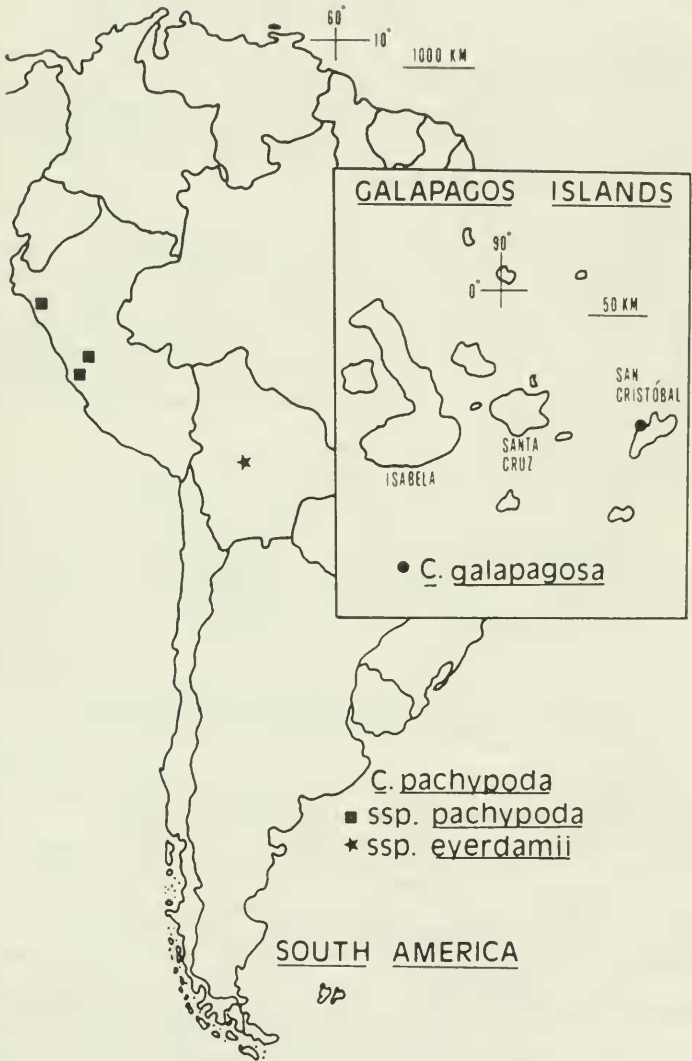 60°
10°
1000 KM
GALAPAGOS ISLANDS
90°
0°
50 KM
SAN
CRISTÓBAL
SANTA
CRUZ
ISABELA
C. galapagosa
C. pachypoda
ssp. pachypoda
ssp. eyerdamii
SOUTH AMERICA